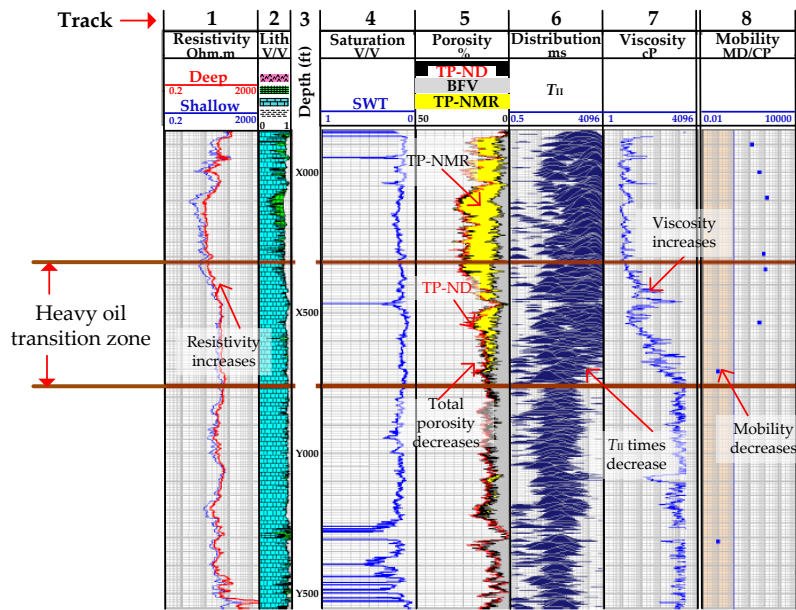 Track
1
2
3
4
5
6
7
8
Resistivity
Ohm.m
Lith
V/V
Depth (ft)
Saturation
V/V
Porosity
%
Distribution
ms
Viscosity
cP
Mobility
MD/CP
Deep
0.2 2000
Shallow
0.2 2000
0 1
SWT
1 0
TP-ND
BFV
TP-NMR
50 0
TII
0.5 4096
1 4096
0.01 10000
X000
TP-NMR
Viscosity
increases
TP-ND
X500
Heavy oil
transition zone
Resistivity
increases
Total
porosity
decreases
TII times
decrease
Mobility
decreases
Y000
Y500